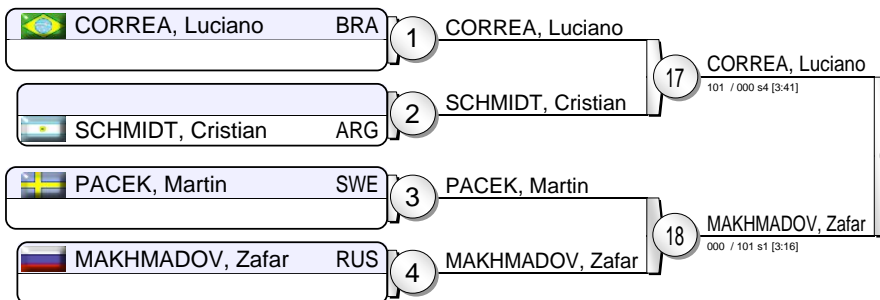 CORREA, Luciano BRA
1
CORREA, Luciano
SCHMIDT, Cristian ARG
2
SCHMIDT, Cristian
17
CORREA, Luciano
101 / 000 s4 [3:41]
PACEK, Martin SWE
3
PACEK, Martin
MAKHMADOV, Zafar RUS
4
MAKHMADOV, Zafar
18
MAKHMADOV, Zafar
000 / 101 s1 [3:16]